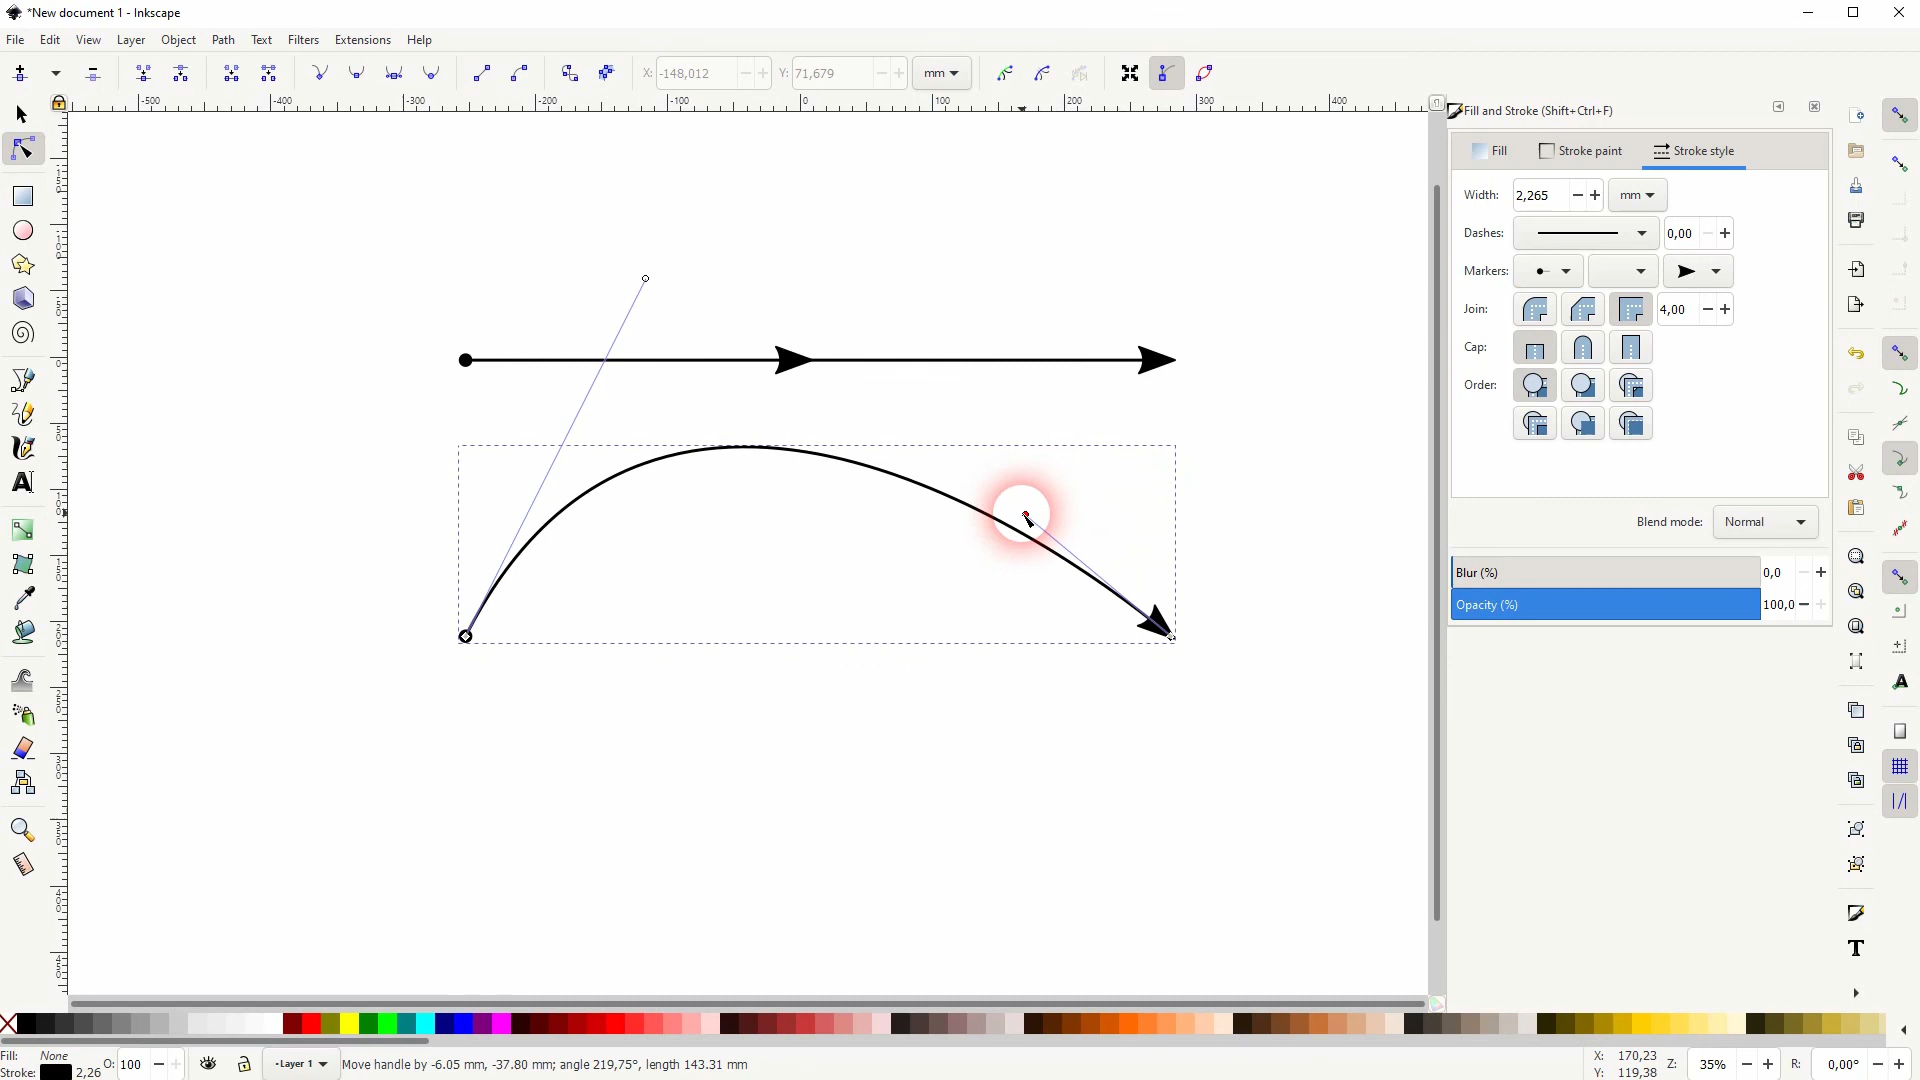 *New document 1 - Inkscape
File Edit View Layer Object Path Text Filters Extensions Help
X: -148,012 Y: 71,679 mm
-500 -400 -300 -200 -100 0 100 200 300 400
Fill and Stroke (Shift+Ctrl+F)
Fill Stroke paint Stroke style
Width: 2,265 mm
Dashes: 0,00
Markers:
Join: 4,00
Cap:
Order:
Blend mode: Normal
Blur (%) 0,0
Opacity (%) 100,0
Fill: None
Stroke: 2,26
O: 100
Layer 1
Move handle by -6.05 mm, -37.80 mm; angle 219,75°, length 143.31 mm
X: 170,23
Y: 119,38
Z: 35%
R: 0,00°